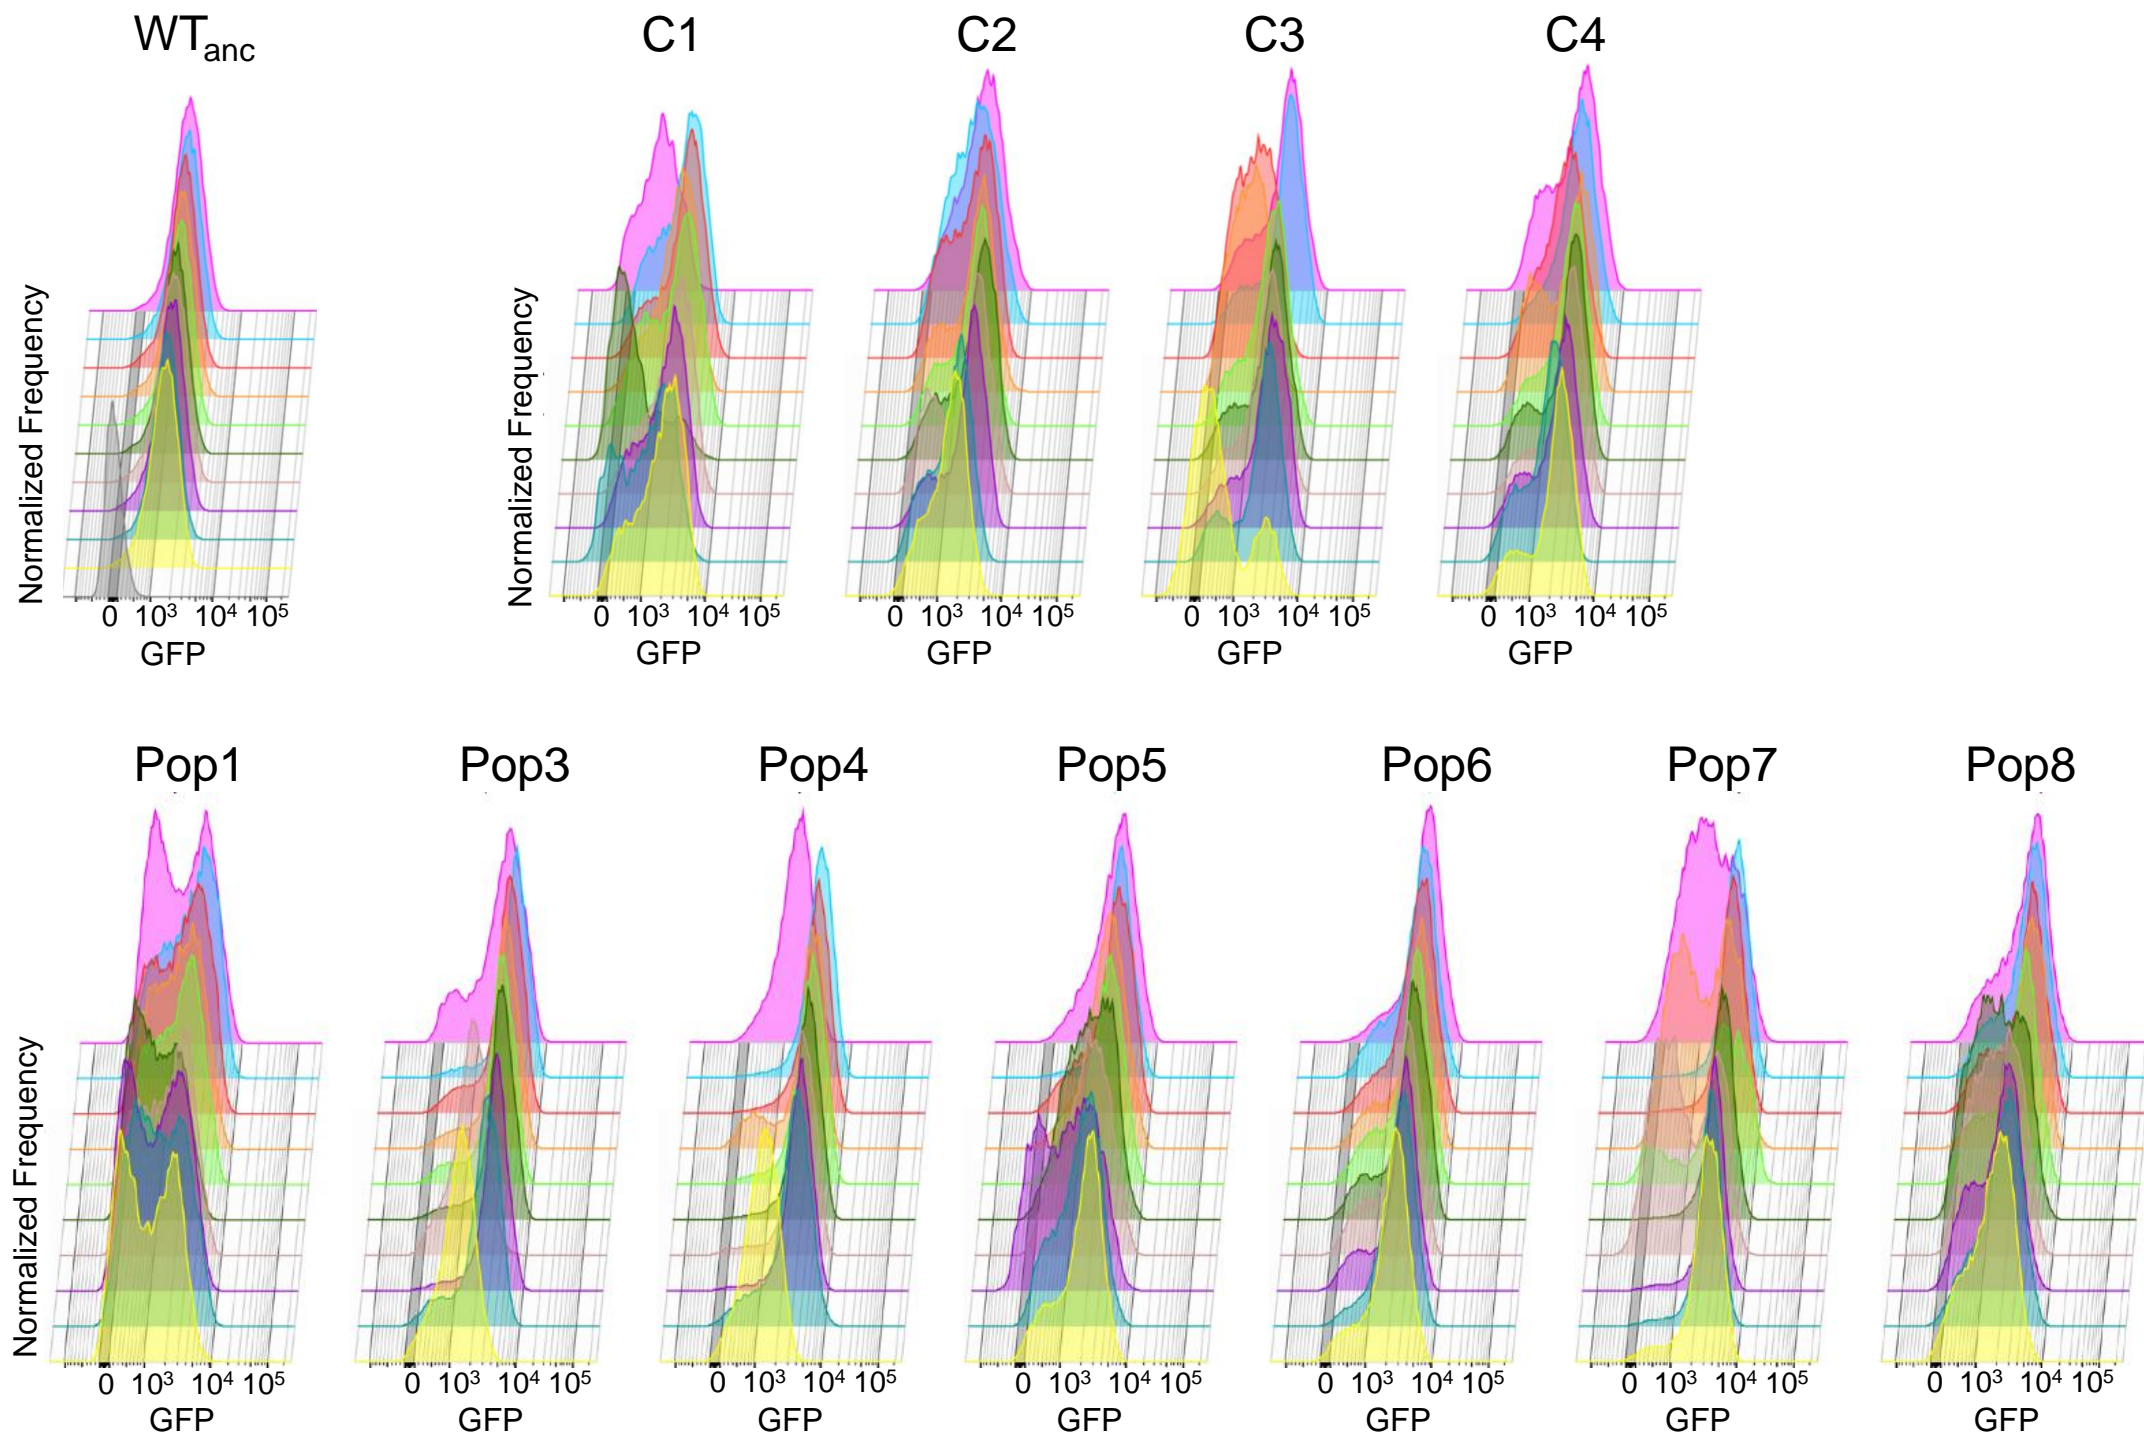 WTanc C1 C2 C3 C4
Normalized Frequency
Normalized Frequency
0 10³ 10⁴ 10⁵ 0 10³ 10⁴ 10⁵ 0 10³ 10⁴ 10⁵ 0 10³ 10⁴ 10⁵ 0 10³ 10⁴ 10⁵
GFP GFP GFP GFP GFP
Pop1 Pop3 Pop4 Pop5 Pop6 Pop7 Pop8
Normalized Frequency
0 10³ 10⁴ 10⁵ 0 10³ 10⁴ 10⁵ 0 10³ 10⁴ 10⁵ 0 10³ 10⁴ 10⁵ 0 10³ 10⁴ 10⁵ 0 10³ 10⁴ 10⁵ 0 10³ 10⁴ 10⁵
GFP GFP GFP GFP GFP GFP GFP